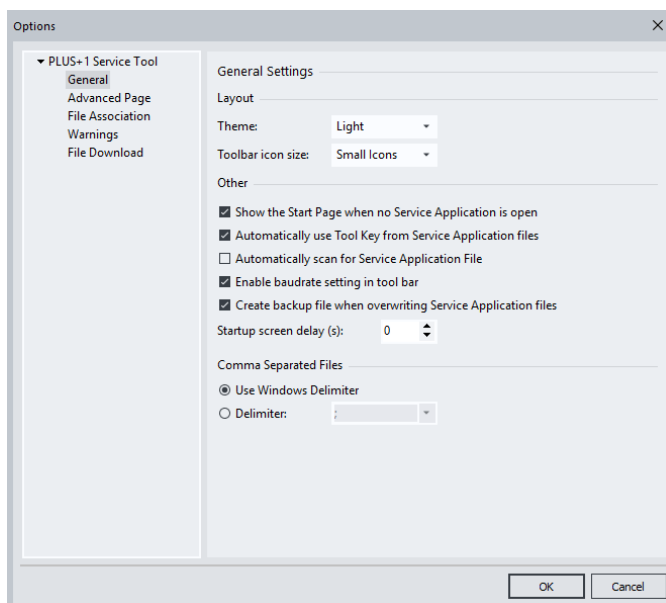 Options
PLUS+1 Service Tool
General
Advanced Page
File Association
Warnings
File Download
General Settings
Layout
Theme: Light
Toolbar icon size: Small Icons
Other
Show the Start Page when no Service Application is open
Automatically use Tool Key from Service Application files
Automatically scan for Service Application File
Enable baudrate setting in tool bar
Create backup file when overwriting Service Application files
Startup screen delay (s): 0
Comma Separated Files
Use Windows Delimiter
Delimiter: ;
OK Cancel